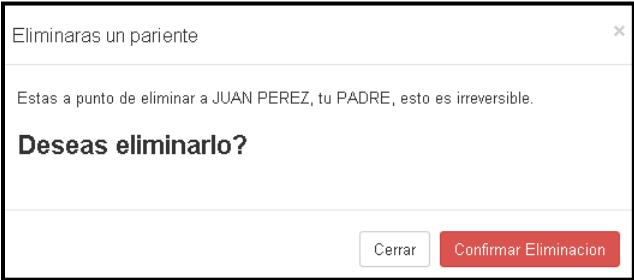 Eliminaras un pariente
×
Estas a punto de eliminar a JUAN PEREZ, tu PADRE, esto es irreversible.
Deseas eliminarlo?
Cerrar
Confirmar Eliminacion